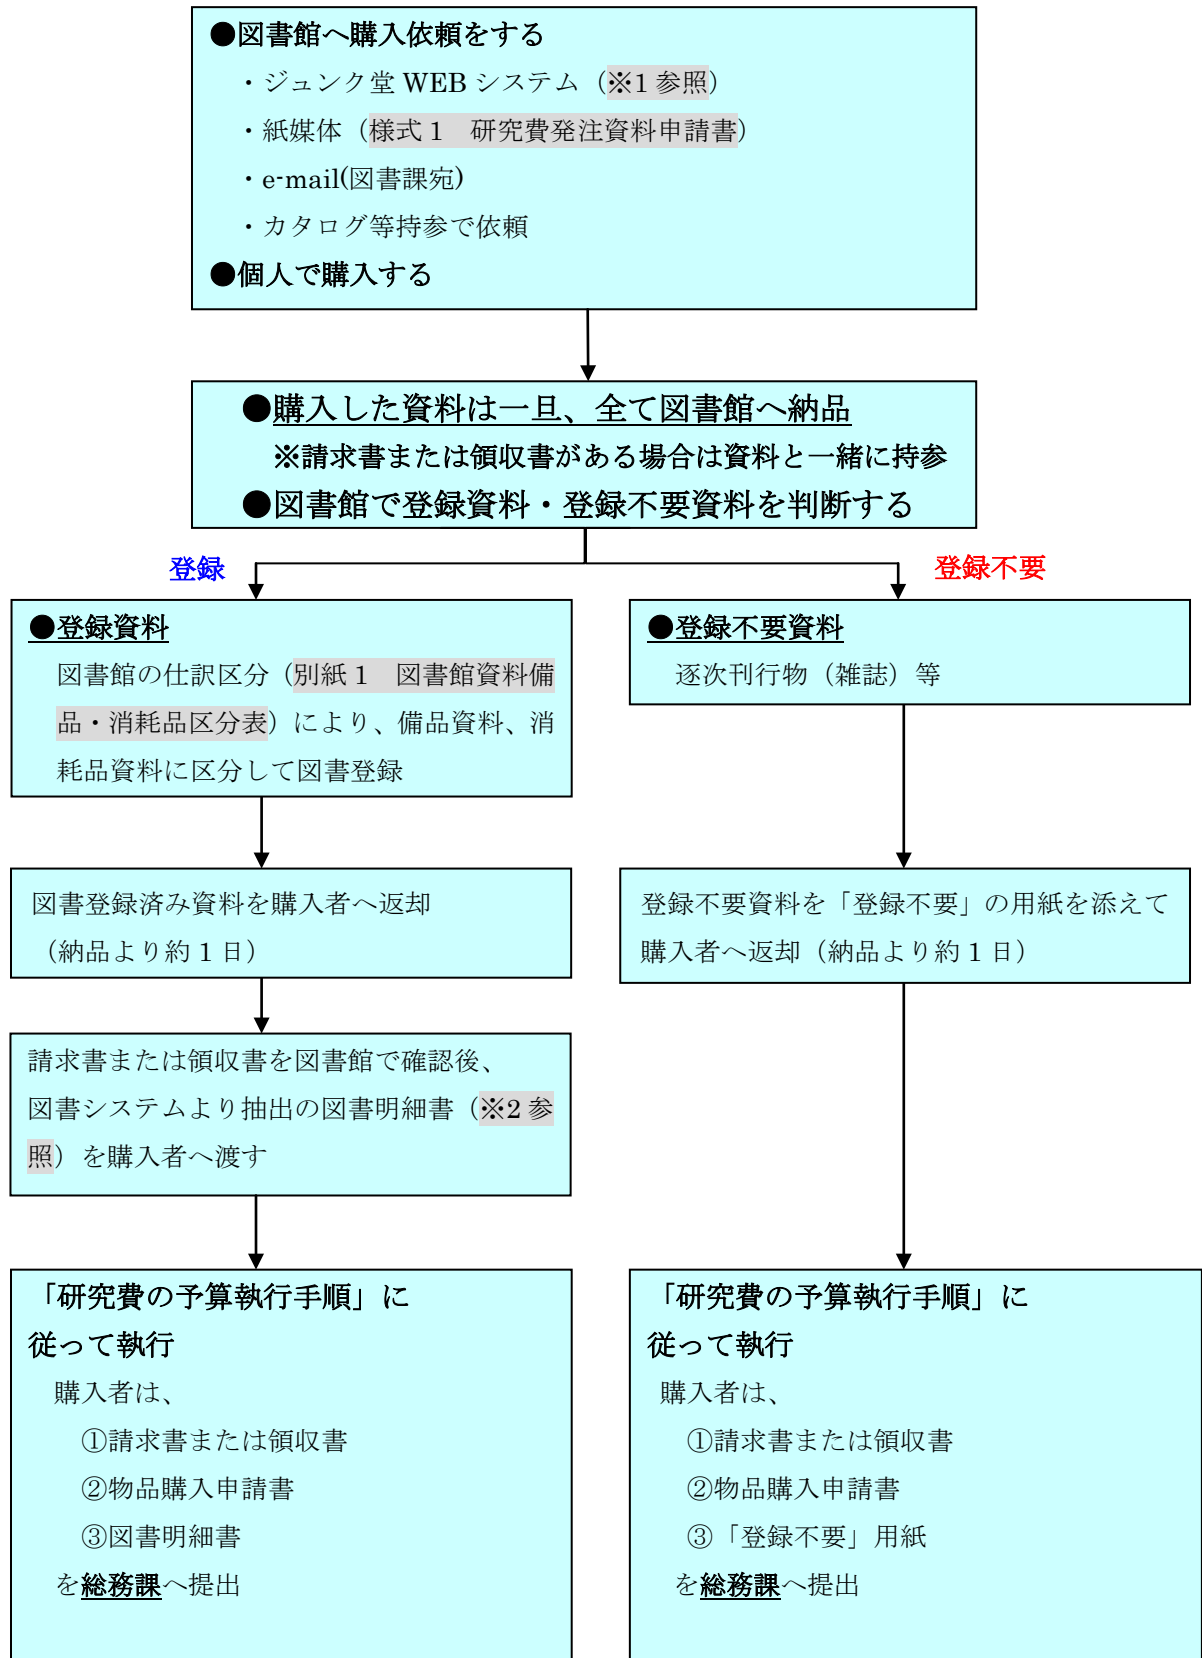 ●図書館へ購入依頼をする
・ジュンク堂 WEB システム（※1 参照）
・紙媒体（様式 1　研究費発注資料申請書）
・e-mail(図書課宛)
・カタログ等持参で依頼
●個人で購入する
●購入した資料は一旦、全て図書館へ納品
※請求書または領収書がある場合は資料と一緒に持参
●図書館で登録資料・登録不要資料を判断する
登録
登録不要
●登録資料
図書館の仕訳区分（別紙 1　図書館資料備
品・消耗品区分表）により、備品資料、消
耗品資料に区分して図書登録
●登録不要資料
逐次刊行物（雑誌）等
図書登録済み資料を購入者へ返却
（納品より約 1 日）
登録不要資料を「登録不要」の用紙を添えて
購入者へ返却（納品より約 1 日）
請求書または領収書を図書館で確認後、
図書システムより抽出の図書明細書（※2 参
照）を購入者へ渡す
「研究費の予算執行手順」に
従って執行
購入者は、
①請求書または領収書
②物品購入申請書
③図書明細書
を総務課へ提出
「研究費の予算執行手順」に
従って執行
購入者は、
①請求書または領収書
②物品購入申請書
③「登録不要」用紙
を総務課へ提出